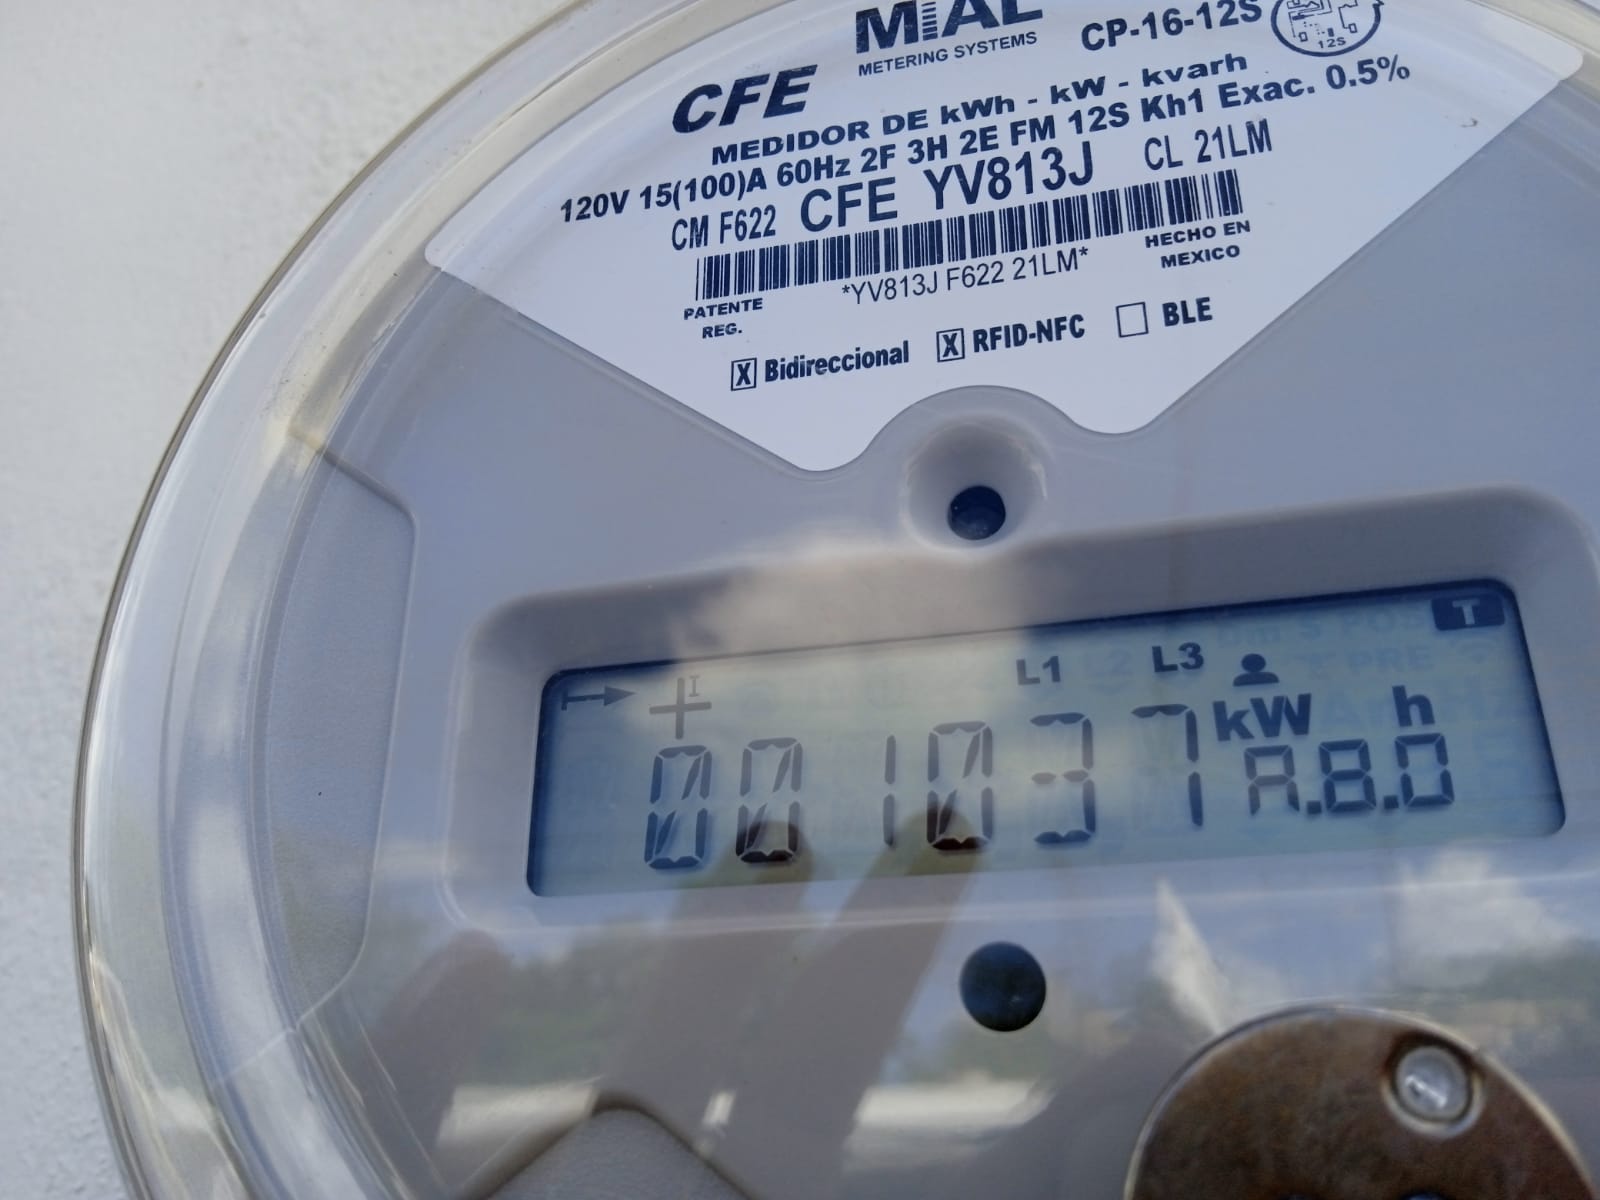 MIAL
METERING SYSTEMS
CP-16-12S
12S
CFE
MEDIDOR DE kWh - kW - kvarh
120V 15(100)A 60Hz 2F 3H 2E FM 12S Kh1 Exac. 0.5%
CM F622 CFE YV813J CL 21LM
*YV813J F622 21LM*
PATENTE
REG.
HECHO EN
MEXICO
X Bidireccional X RFID-NFC BLE
T
L1 L3
+ I
kW h
001037 A.8.0